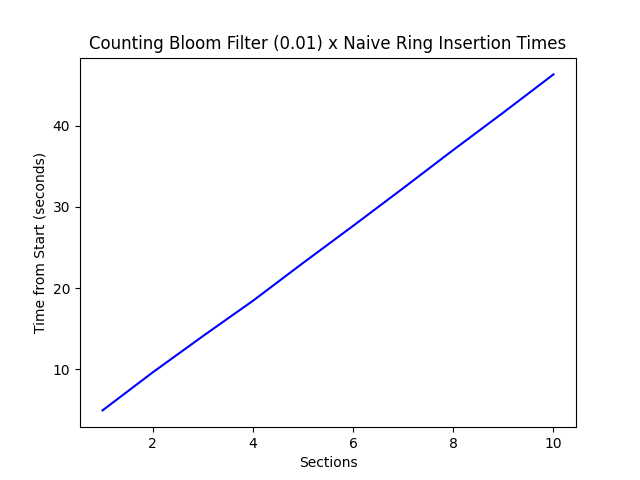 Counting Bloom Filter (0.01) x Naive Ring Insertion Times
Time from Start (seconds)
40
30
20
10
2 4 6 8 10
Sections